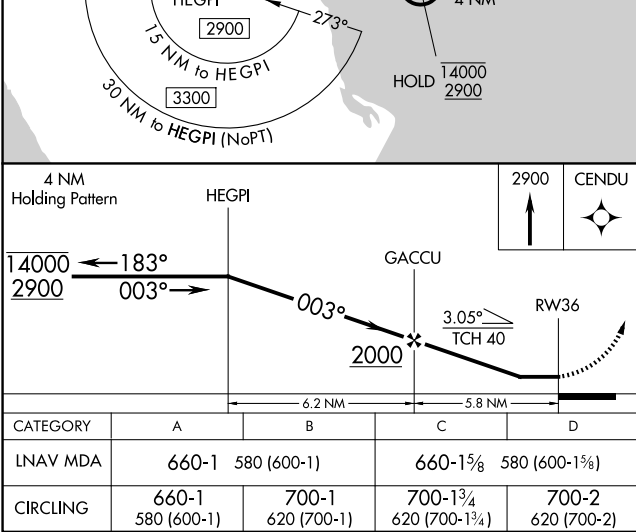 HEGPI
2900
15 NM to HEGPI
3300
30 NM to HEGPI (NoPT)
273°
4 NM
HOLD 14000
2900
4 NM
Holding Pattern
HEGPI
2900
CENDU
14000
2900
183°
003°
003°
GACCU
2000
3.05°
TCH 40
RW36
6.2 NM
5.8 NM
CATEGORY A B C D
LNAV MDA 660-1 580 (600-1) 660-1⅝ 580 (600-1⅝)
CIRCLING 660-1 700-1 700-1¾ 700-2
580 (600-1) 620 (700-1) 620 (700-1¾) 620 (700-2)